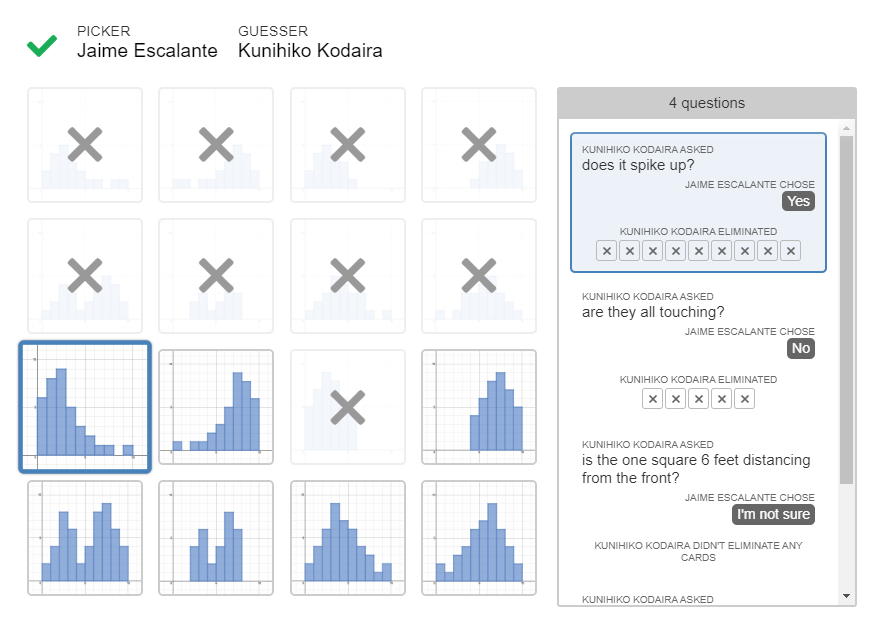 PICKER
Jaime Escalante
GUESSER
Kunihiko Kodaira
4 questions
KUNIHIKO KODAIRA ASKED
does it spike up?
JAIME ESCALANTE CHOSE
Yes
KUNIHIKO KODAIRA ELIMINATED
KUNIHIKO KODAIRA ASKED
are they all touching?
JAIME ESCALANTE CHOSE
No
KUNIHIKO KODAIRA ELIMINATED
KUNIHIKO KODAIRA ASKED
is the one square 6 feet distancing
from the front?
JAIME ESCALANTE CHOSE
I'm not sure
KUNIHIKO KODAIRA DIDN'T ELIMINATE ANY
CARDS
KUNIHIKO KODAIRA ASKED